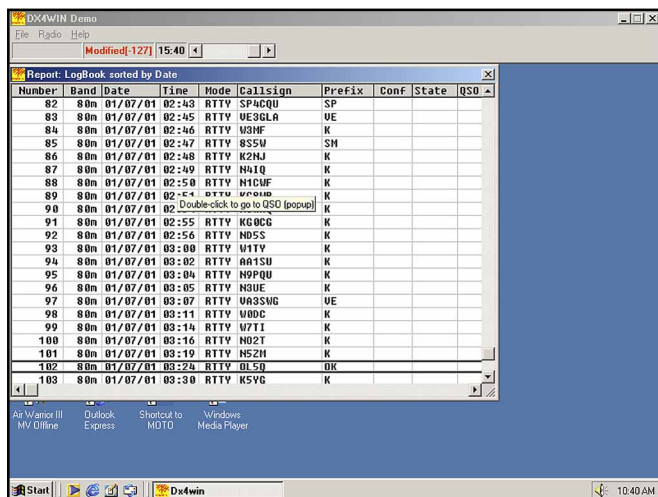 DX4WIN Demo
File Radio Help
Modified[-127] 15:40
Report: LogBook sorted by Date
Number Band Date Time Mode Callsign Prefix Conf State QSO
82 80m 01/07/01 02:43 RTTY SP4CQU SP
83 80m 01/07/01 02:45 RTTY VE3GLA VE
84 80m 01/07/01 02:46 RTTY W3MF K
85 80m 01/07/01 02:47 RTTY 8S5W SM
86 80m 01/07/01 02:48 RTTY K2NJ K
87 80m 01/07/01 02:49 RTTY N4IQ K
88 80m 01/07/01 02:50 RTTY N1CWF K
89 80m 01/07/01 K
Double-click to go to QSO (popup)
90 80m 01/07/01 K
91 80m 01/07/01 02:55 RTTY KG0CG K
92 80m 01/07/01 02:56 RTTY ND5S K
93 80m 01/07/01 03:00 RTTY W1TY K
94 80m 01/07/01 03:02 RTTY AA1SU K
95 80m 01/07/01 03:04 RTTY N9PQU K
96 80m 01/07/01 03:05 RTTY N3UE K
97 80m 01/07/01 03:07 RTTY VA3SWG VE
98 80m 01/07/01 03:11 RTTY W0DC K
99 80m 01/07/01 03:14 RTTY W7TI K
100 80m 01/07/01 03:16 RTTY NO2T K
101 80m 01/07/01 03:19 RTTY N5ZM K
102 80m 01/07/01 03:24 RTTY OL5Q OK
103 80m 01/07/01 03:30 RTTY K5YG K
Air Warrior III Outlook Shortcut to Windows
MV Offline Express MOTO Media Player
Start Dx4win 10:40 AM